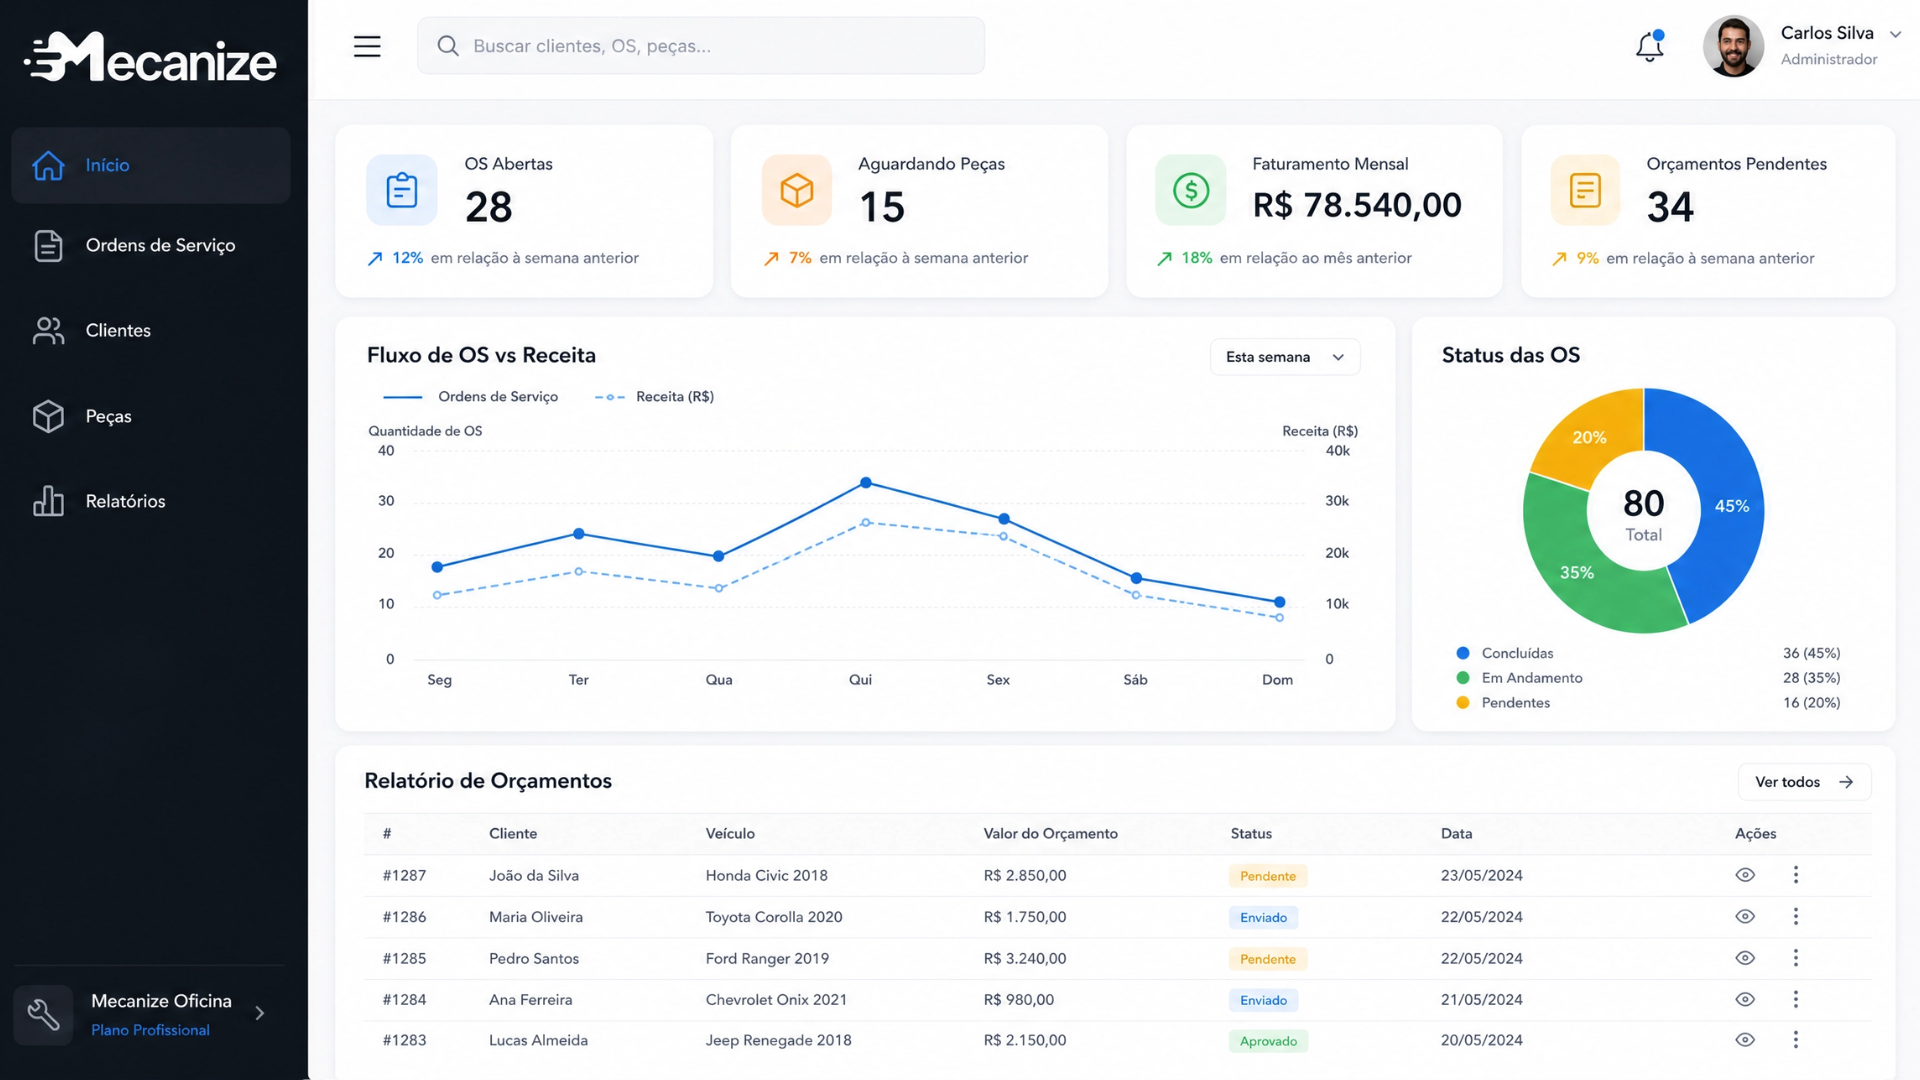 Mecanize
Buscar clientes, OS, peças...
Carlos Silva
Administrador
Início
Ordens de Serviço
Clientes
Peças
Relatórios
Mecanize Oficina
Plano Profissional
OS Abertas
28
12% em relação à semana anterior
Aguardando Peças
15
7% em relação à semana anterior
Faturamento Mensal
R$ 78.540,00
18% em relação ao mês anterior
Orçamentos Pendentes
34
9% em relação à semana anterior
Fluxo de OS vs Receita
Esta semana
Ordens de Serviço Receita (R$)
Quantidade de OS Receita (R$)
40 40k
30 30k
20 20k
10 10k
0 0
Seg Ter Qua Qui Sex Sáb Dom
Status das OS
20%
45%
35%
80
Total
Concluídas 36 (45%)
Em Andamento 28 (35%)
Pendentes 16 (20%)
Relatório de Orçamentos
Ver todos
# Cliente Veículo Valor do Orçamento Status Data Ações
#1287 João da Silva Honda Civic 2018 R$ 2.850,00 Pendente 23/05/2024
#1286 Maria Oliveira Toyota Corolla 2020 R$ 1.750,00 Enviado 22/05/2024
#1285 Pedro Santos Ford Ranger 2019 R$ 3.240,00 Pendente 22/05/2024
#1284 Ana Ferreira Chevrolet Onix 2021 R$ 980,00 Enviado 21/05/2024
#1283 Lucas Almeida Jeep Renegade 2018 R$ 2.150,00 Aprovado 20/05/2024